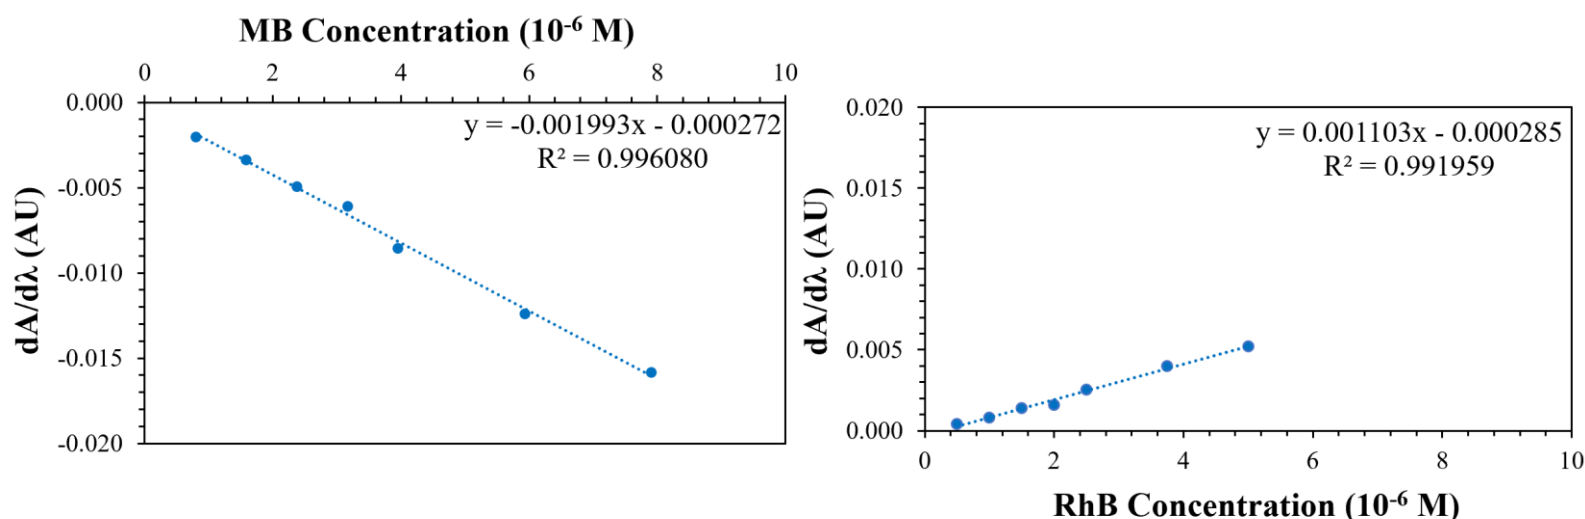 MB Concentration (10⁻⁶ M)
0 2 4 6 8 10
0.000
-0.005
-0.010
-0.015
-0.020
dA/dλ (AU)
y = -0.001993x - 0.000272
R² = 0.996080
0.020
0.015
0.010
0.005
0.000
dA/dλ (AU)
y = 0.001103x - 0.000285
R² = 0.991959
0 2 4 6 8 10
RhB Concentration (10⁻⁶ M)